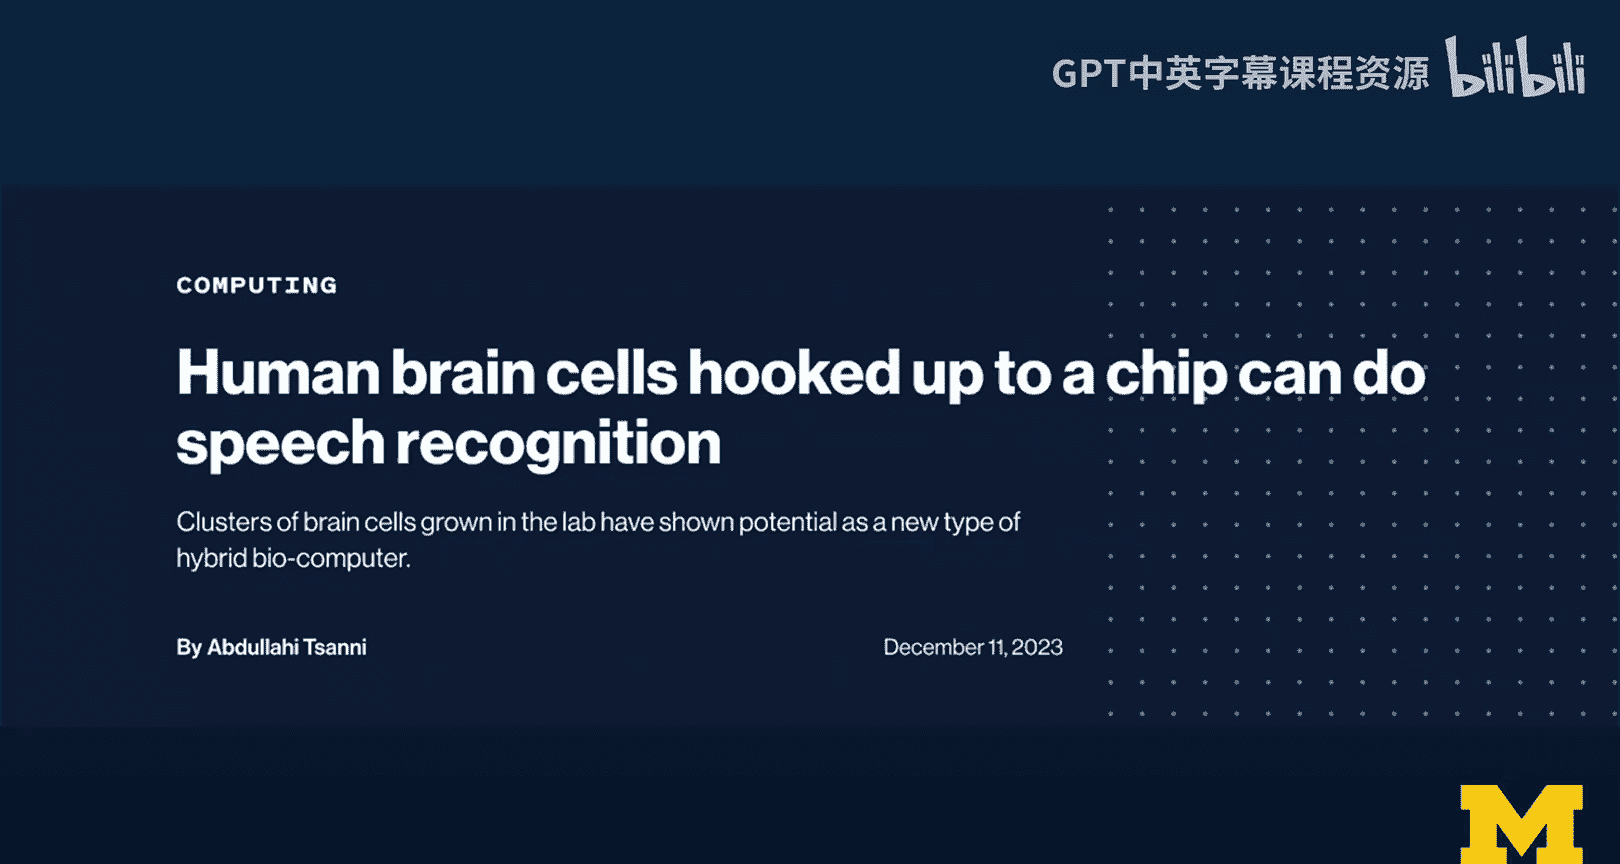 GPT中英字幕课程资源 bilibili
COMPUTING
Human brain cells hooked up to a chip can do
speech recognition
Clusters of brain cells grown in the lab have shown potential as a new type of
hybrid bio-computer.
By Abdullahi Tsanni December 11, 2023
M